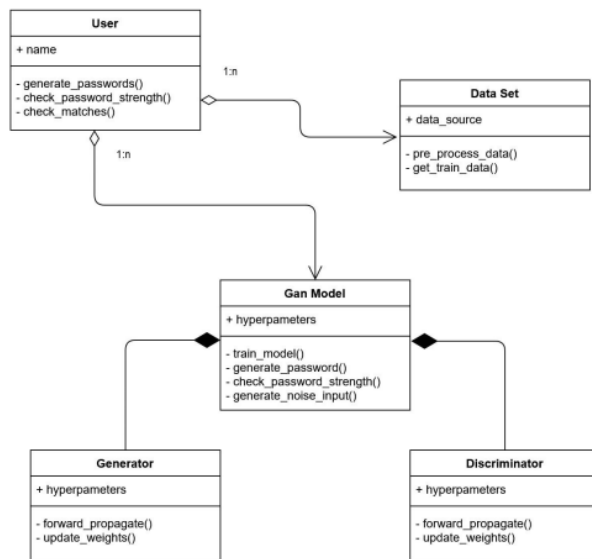 User
+ name
- generate_passwords()
- check_password_strength()
- check_matches()
1:n
1:n
Data Set
+ data_source
- pre_process_data()
- get_train_data()
Gan Model
+ hyperpameters
- train_model()
- generate_password()
- check_password_strength()
- generate_noise_input()
Generator
+ hyperpameters
- forward_propagate()
- update_weights()
Discriminator
+ hyperpameters
- forward_propagate()
- update_weights()